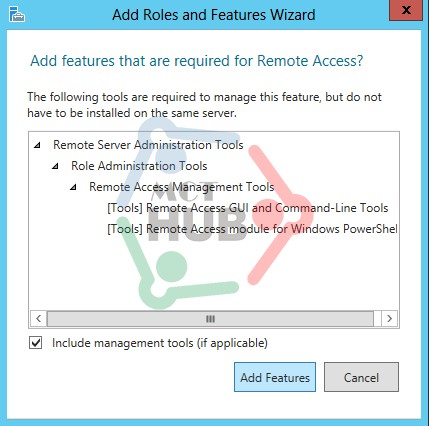 Add Roles and Features Wizard
x
Add features that are required for Remote Access?
The following tools are required to manage this feature, but do not
have to be installed on the same server.
Remote Server Administration Tools
Role Administration Tools
Remote Access Management Tools
[Tools] Remote Access GUI and Command-Line Tools
[Tools] Remote Access module for Windows PowerShel
MCT
HUB
Include management tools (if applicable)
Add Features
Cancel